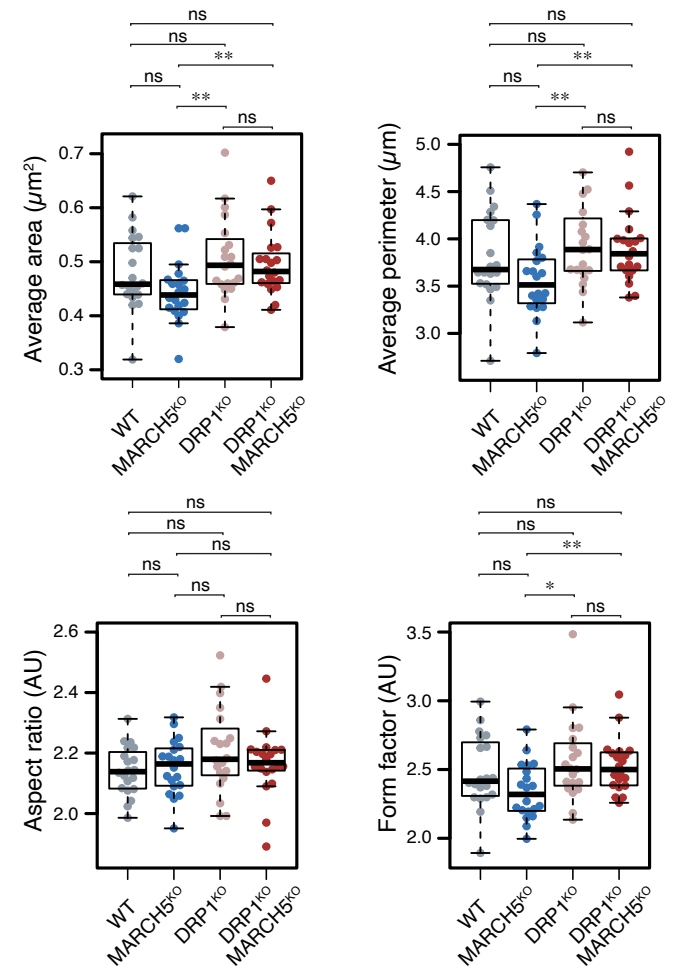 ns
ns
**
ns
**
ns
Average area (µm²)
0.7
0.6
0.5
0.4
0.3
WT
MARCH5ᴷᴼ
DRP1ᴷᴼ
DRP1ᴷᴼ
MARCH5ᴷᴼ
ns
ns
**
ns
**
ns
Average perimeter (µm)
5.0
4.5
4.0
3.5
3.0
WT
MARCH5ᴷᴼ
DRP1ᴷᴼ
DRP1ᴷᴼ
MARCH5ᴷᴼ
ns
ns
ns
ns
ns
ns
Aspect ratio (AU)
2.6
2.4
2.2
2.0
WT
MARCH5ᴷᴼ
DRP1ᴷᴼ
DRP1ᴷᴼ
MARCH5ᴷᴼ
ns
ns
**
ns
*
ns
Form factor (AU)
3.5
3.0
2.5
2.0
WT
MARCH5ᴷᴼ
DRP1ᴷᴼ
DRP1ᴷᴼ
MARCH5ᴷᴼ